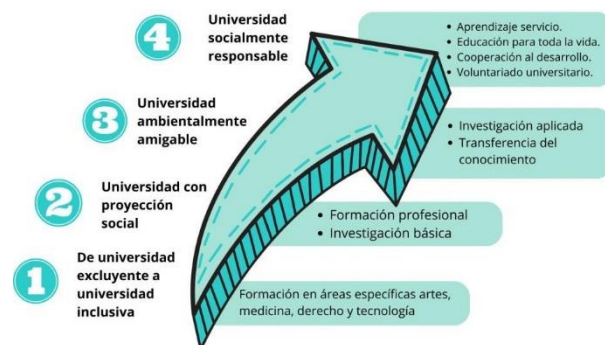 4
Universidad
socialmente
responsable
• Aprendizaje servicio.
• Educación para toda la vida.
• Cooperación al desarrollo.
• Voluntariado universitario.
3
Universidad
ambientalmente
amigable
• Investigación aplicada
• Transferencia del
conocimiento
2
Universidad con
proyección
social
• Formación profesional
• Investigación básica
1
De universidad
excluyente a
universidad
inclusiva
Formación en áreas específicas artes,
medicina, derecho y tecnología